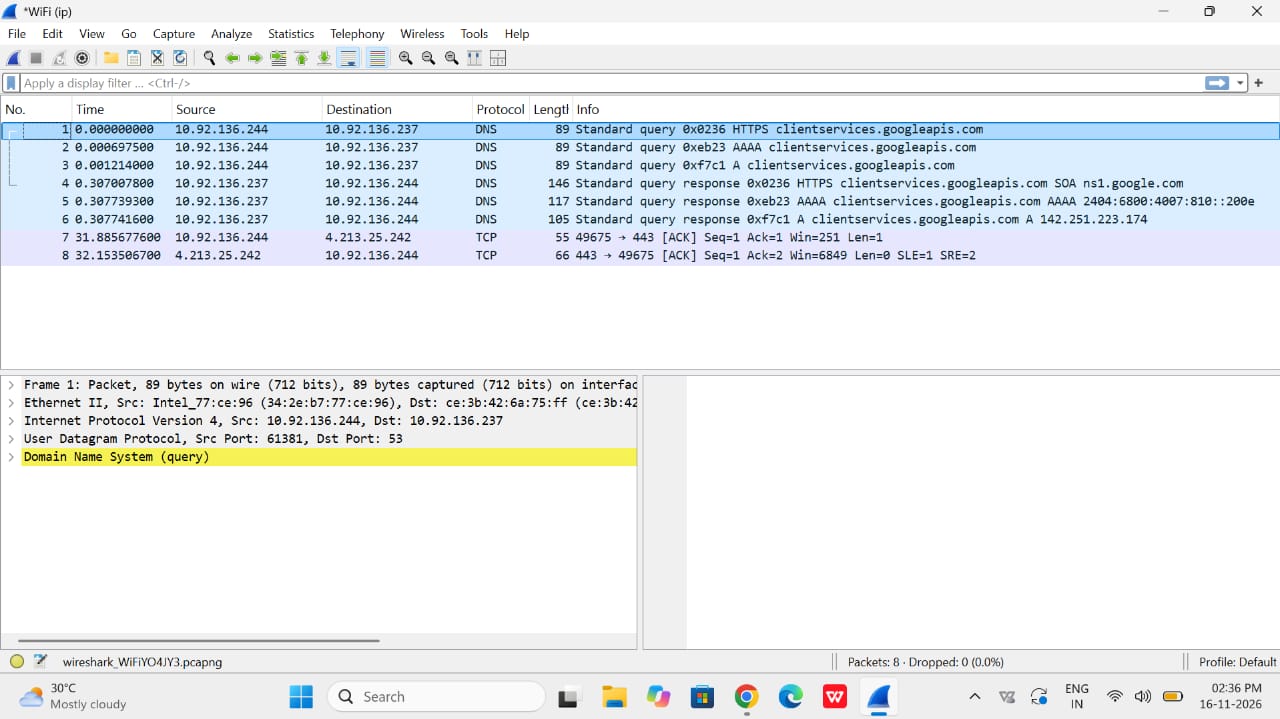 *WiFi (ip)
File Edit View Go Capture Analyze Statistics Telephony Wireless Tools Help
Apply a display filter ... <Ctrl-/>
No. Time Source Destination Protocol Lengtl Info
1 0.000000000 10.92.136.244 10.92.136.237 DNS 89 Standard query 0x0236 HTTPS clientservices.googleapis.com
2 0.000697500 10.92.136.244 10.92.136.237 DNS 89 Standard query 0xeb23 AAAA clientservices.googleapis.com
3 0.001214000 10.92.136.244 10.92.136.237 DNS 89 Standard query 0xf7c1 A clientservices.googleapis.com
4 0.307007800 10.92.136.237 10.92.136.244 DNS 146 Standard query response 0x0236 HTTPS clientservices.googleapis.com SOA ns1.google.com
5 0.307739300 10.92.136.237 10.92.136.244 DNS 117 Standard query response 0xeb23 AAAA clientservices.googleapis.com AAAA 2404:6800:4007:810::200e
6 0.307741600 10.92.136.237 10.92.136.244 DNS 105 Standard query response 0xf7c1 A clientservices.googleapis.com A 142.251.223.174
7 31.885677600 10.92.136.244 4.213.25.242 TCP 55 49675 → 443 [ACK] Seq=1 Ack=1 Win=251 Len=1
8 32.153506700 4.213.25.242 10.92.136.244 TCP 66 443 → 49675 [ACK] Seq=1 Ack=2 Win=6849 Len=0 SLE=1 SRE=2
Frame 1: Packet, 89 bytes on wire (712 bits), 89 bytes captured (712 bits) on interfac
Ethernet II, Src: Intel_77:ce:96 (34:2e:b7:77:ce:96), Dst: ce:3b:42:6a:75:ff (ce:3b:42
Internet Protocol Version 4, Src: 10.92.136.244, Dst: 10.92.136.237
User Datagram Protocol, Src Port: 61381, Dst Port: 53
Domain Name System (query)
wireshark_WiFiYO4JY3.pcapng Packets: 8 · Dropped: 0 (0.0%) Profile: Default
30°C
Mostly cloudy
Search
ENG
IN
02:36 PM
16-11-2026